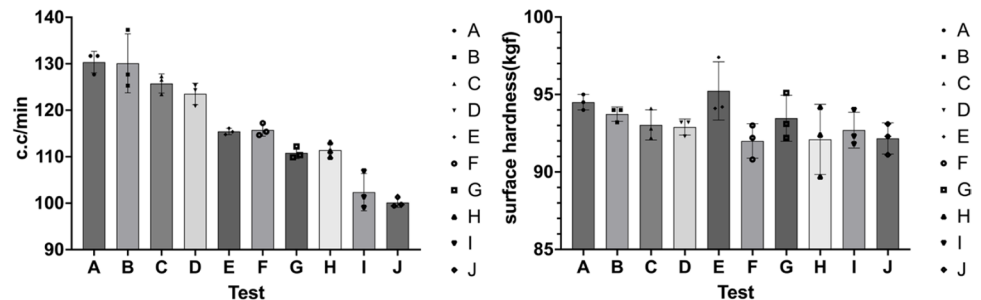 140
130
120
110
100
90
c.c/min
A B C D E F G H I J
Test
A
B
C
D
E
F
G
H
I
J
100
95
90
85
surface hardness(kgf)
A B C D E F G H I J
Test
A
B
C
D
E
F
G
H
I
J